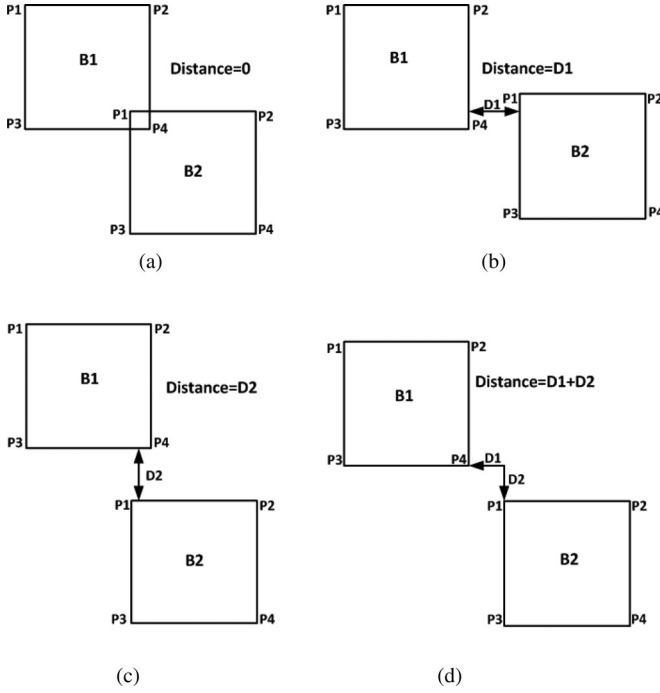 P1 P2
B1
Distance=0
P3 P4
P1 P2
B2
P3 P4
(a)
P1 P2
B1
Distance=D1
D1
P3 P4
P1 P2
B2
P3 P4
(b)
P1 P2
B1
Distance=D2
P3 P4
D2
P1 P2
B2
P3 P4
(c)
P1 P2
B1
Distance=D1+D2
P3 P4 D1
D2
P1 P2
B2
P3 P4
(d)